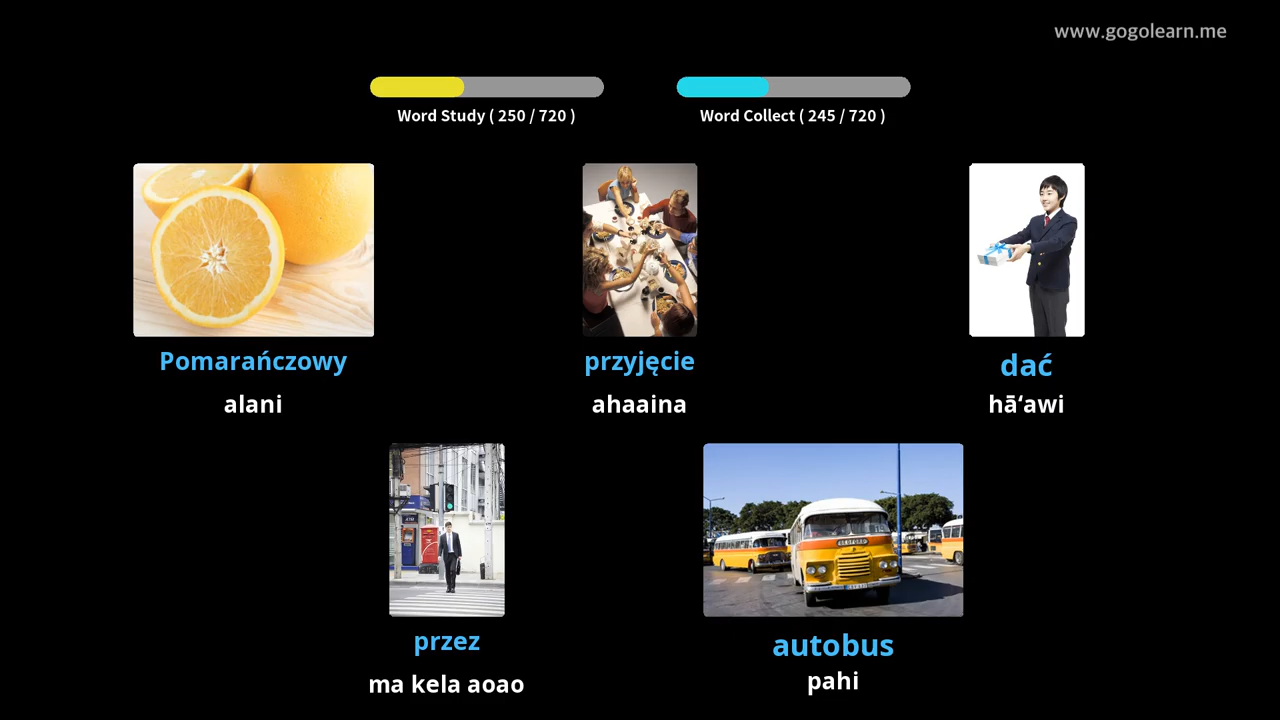 www.gogolearn.me
Word Study ( 250 / 720 )
Word Collect ( 245 / 720 )
Pomarańczowy
alani
przyjęcie
ahaaina
dać
hāʻawi
przez
ma kela aoao
autobus
pahi
BEDFORD